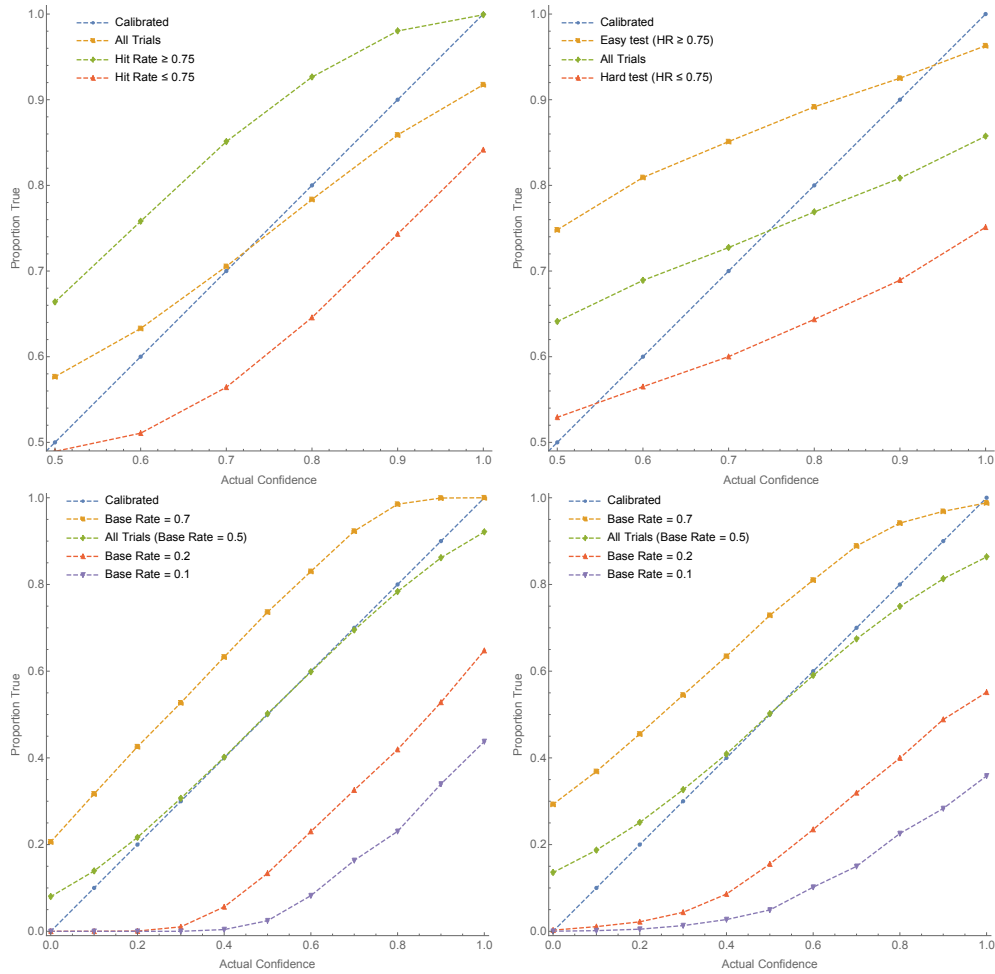 Calibrated
All Trials
Hit Rate ≥ 0.75
Hit Rate ≤ 0.75
Proportion True
1.0
0.9
0.8
0.7
0.6
0.5
0.5 0.6 0.7 0.8 0.9 1.0
Actual Confidence
Calibrated
Easy test (HR ≥ 0.75)
All Trials
Hard test (HR ≤ 0.75)
Proportion True
1.0
0.9
0.8
0.7
0.6
0.5
0.5 0.6 0.7 0.8 0.9 1.0
Actual Confidence
Calibrated
Base Rate = 0.7
All Trials (Base Rate = 0.5)
Base Rate = 0.2
Base Rate = 0.1
Proportion True
1.0
0.8
0.6
0.4
0.2
0.0
0.0 0.2 0.4 0.6 0.8 1.0
Actual Confidence
Calibrated
Base Rate = 0.7
All Trials (Base Rate = 0.5)
Base Rate = 0.2
Base Rate = 0.1
Proportion True
1.0
0.8
0.6
0.4
0.2
0.0
0.0 0.2 0.4 0.6 0.8 1.0
Actual Confidence